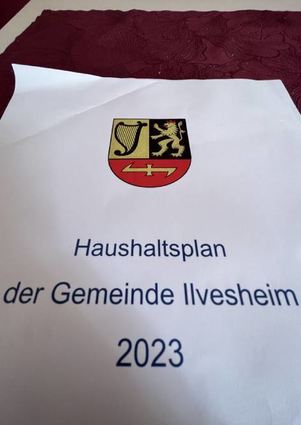 Haushaltsplan
der Gemeinde Ilvesheim
2023